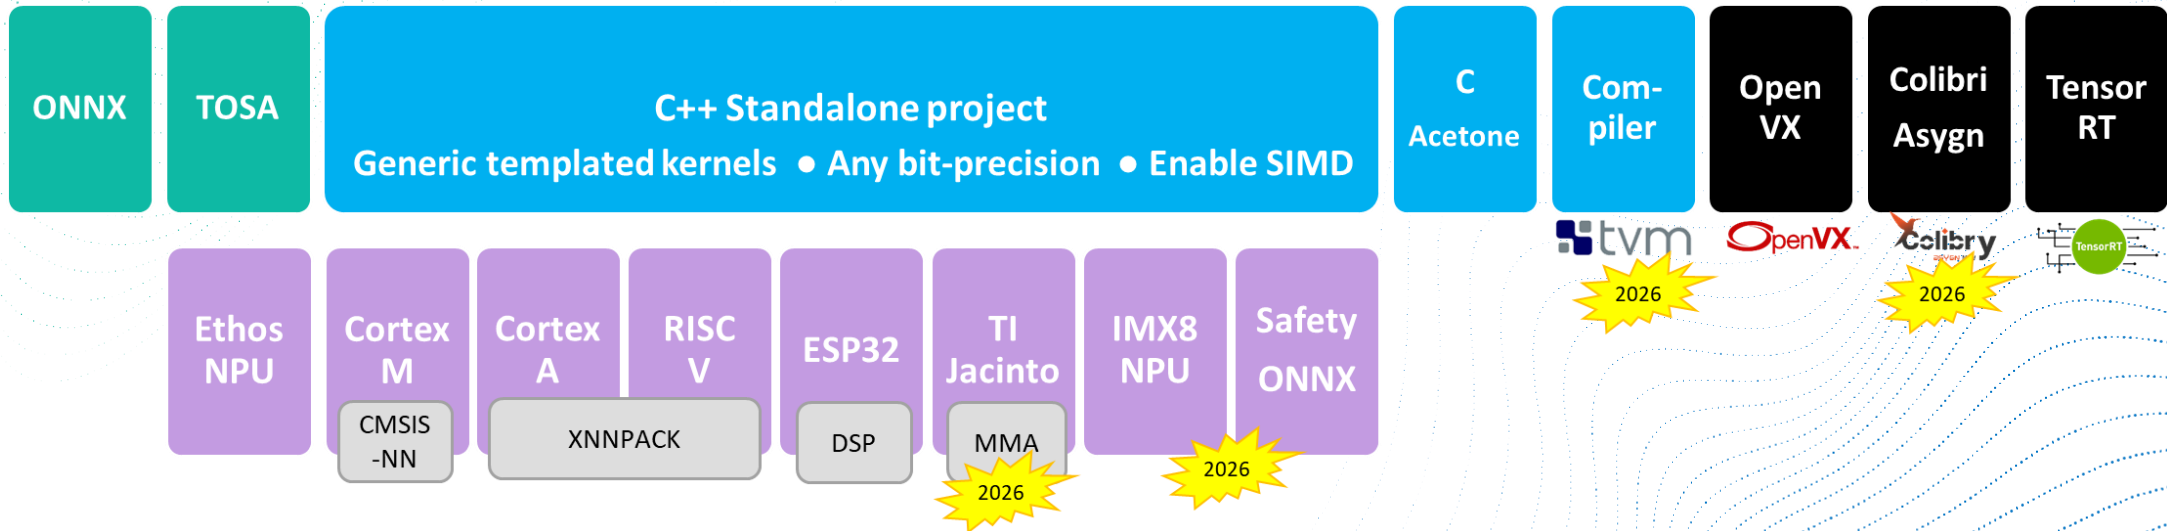 ONNX
TOSA
C++ Standalone project
Generic templated kernels ● Any bit-precision ● Enable SIMD
C
Acetone
Com-
piler
Open
VX
Colibri
Asygn
Tensor
RT
tvm
OpenVX
Colibry
TensorRT
2026
2026
Ethos
NPU
Cortex
M
Cortex
A
RISC
V
ESP32
TI
Jacinto
IMX8
NPU
Safety
ONNX
CMSIS
-NN
XNNPACK
DSP
MMA
2026
2026